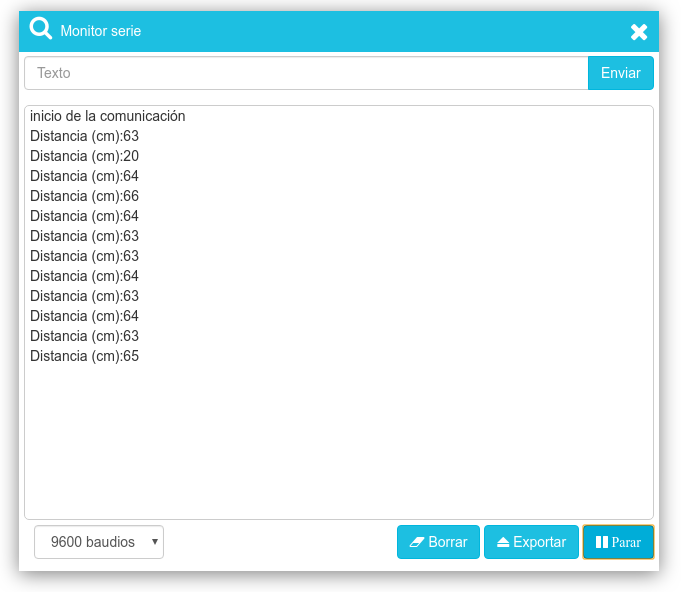 Monitor serie
Texto
Enviar
inicio de la comunicación
Distancia (cm):63
Distancia (cm):20
Distancia (cm):64
Distancia (cm):66
Distancia (cm):64
Distancia (cm):63
Distancia (cm):63
Distancia (cm):64
Distancia (cm):63
Distancia (cm):64
Distancia (cm):63
Distancia (cm):65
9600 baudios
Borrar
Exportar
Parar